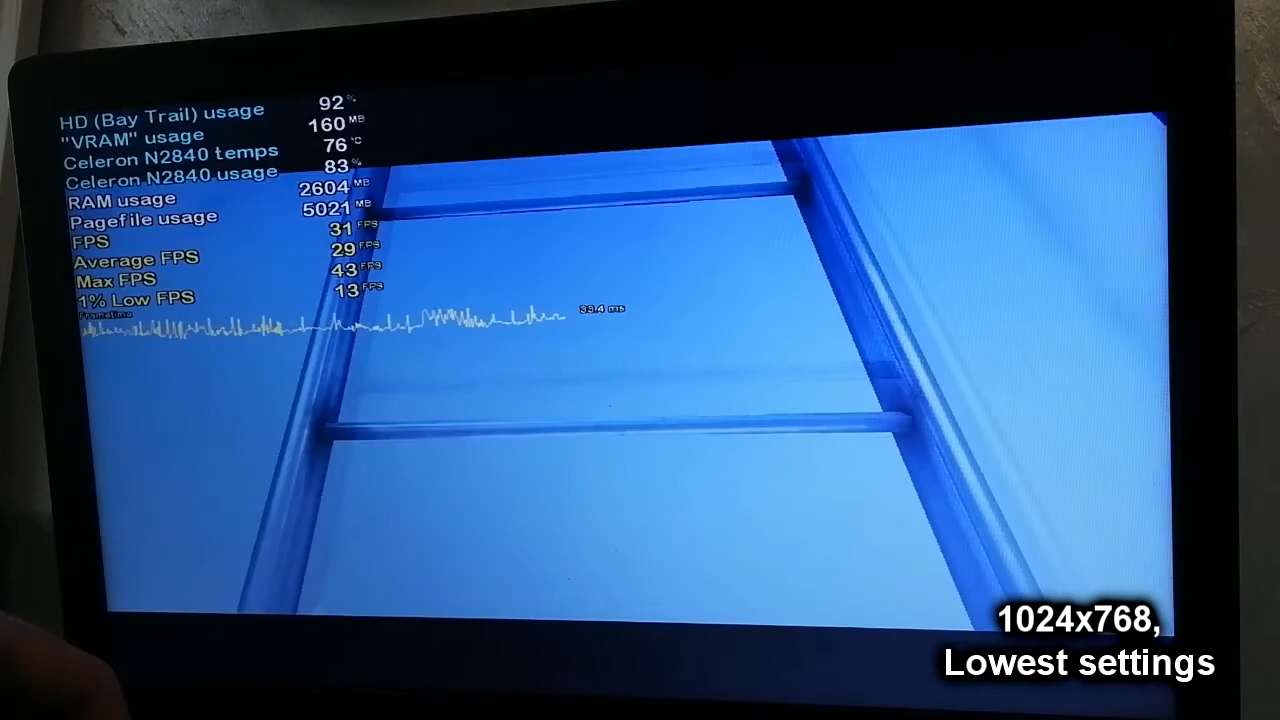 HD (Bay Trail) usage 92 %
"VRAM" usage 160 MB
Celeron N2840 temps 76 °C
Celeron N2840 usage 83 %
RAM usage 2604 MB
Pagefile usage 5021 MB
FPS 31 FPS
Average FPS 29 FPS
Max FPS 43 FPS
1% Low FPS 13 FPS
Frametime 33.4 ms
1024x768,
Lowest settings